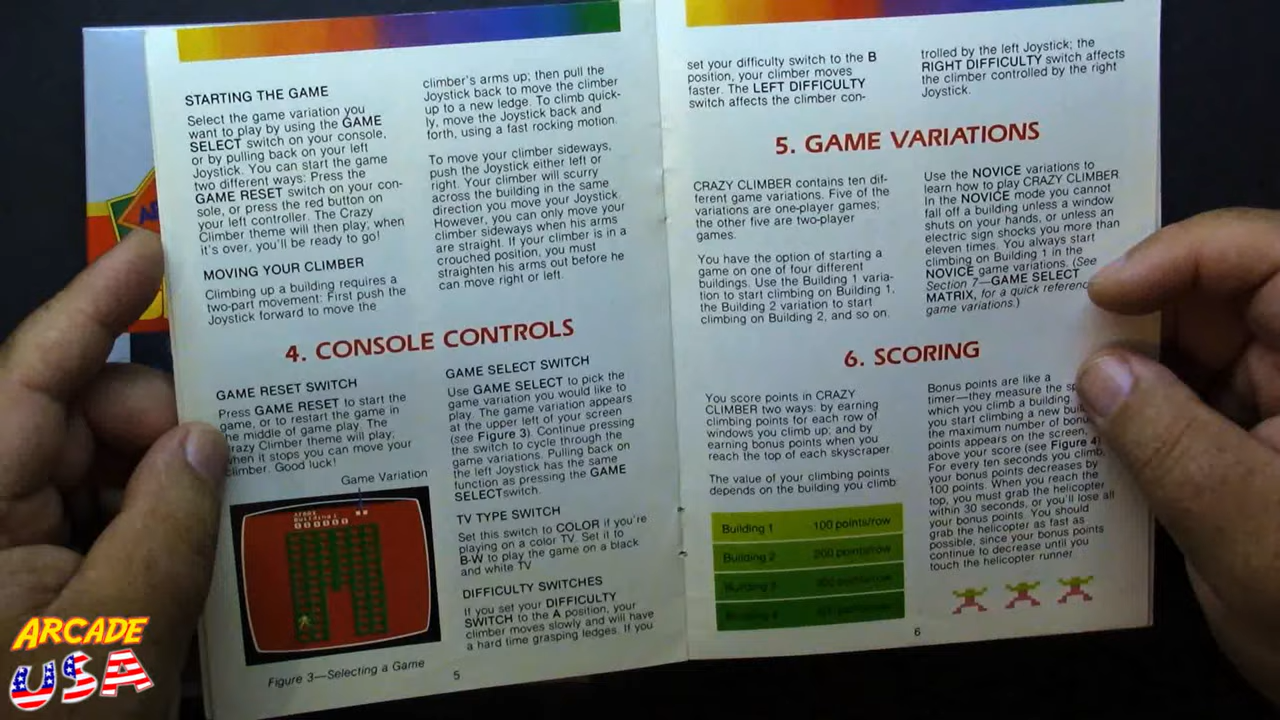 STARTING THE GAME
Select the game variation you
want to play by using the GAME
SELECT switch on your console,
or by pulling back on your left
Joystick. You can start the game
two different ways: Press the
GAME RESET switch on your con-
sole, or press the red button on
your left controller. The Crazy
Climber theme will then play; when
it's over, you'll be ready to go!
MOVING YOUR CLIMBER
Climbing up a building requires a
two-part movement: First push the
Joystick forward to move the
climber's arms up; then pull the
Joystick back to move the climber
up to a new ledge. To climb quick-
ly, move the Joystick back and
forth, using a fast rocking motion.
To move your climber sideways,
push the Joystick either left or
right. Your climber will scurry
across the building in the same
direction you move your Joystick.
However, you can only move your
climber sideways when his arms
are straight. If your climber is in a
crouched position, you must
straighten his arms out before he
can move right or left.
4. CONSOLE CONTROLS
GAME RESET SWITCH
Press GAME RESET to start the
game, or to restart the game in
the middle of game play. The
Crazy Climber theme will play;
when it stops you can move your
climber. Good luck!
Game Variation
Figure 3—Selecting a Game
GAME SELECT SWITCH
Use GAME SELECT to pick the
game variation you would like to
play. The game variation appears
at the upper left of your screen
(see Figure 3). Continue pressing
the switch to cycle through the
game variations. Pulling back on
the left Joystick has the same
function as pressing the GAME
SELECT switch.
TV TYPE SWITCH
Set this switch to COLOR if you're
playing on a color TV. Set it to
B-W to play the game on a black
and white TV
DIFFICULTY SWITCHES
If you set your DIFFICULTY
SWITCH to the A position, your
climber moves slowly and will have
a hard time grasping ledges. If you
5
set your difficulty switch to the B
position, your climber moves
faster. The LEFT DIFFICULTY
switch affects the climber con-
trolled by the left Joystick; the
RIGHT DIFFICULTY switch affects
the climber controlled by the right
Joystick.
5. GAME VARIATIONS
CRAZY CLIMBER contains ten dif-
ferent game variations. Five of the
variations are one-player games;
the other five are two-player
games.
You have the option of starting a
game on one of four different
buildings. Use the Building 1 varia-
tion to start climbing on Building 1,
the Building 2 variation to start
climbing on Building 2, and so on.
Use the NOVICE variations to
learn how to play CRAZY CLIMBER.
In the NOVICE mode you cannot
fall off a building unless a window
shuts on your hands, or unless an
electric sign shocks you more than
eleven times. You always start
climbing on Building 1 in the
NOVICE game variations. (See
Section 7—GAME SELECT
MATRIX, for a quick reference
game variations.)
6. SCORING
You score points in CRAZY
CLIMBER two ways: by earning
climbing points for each row of
windows you climb up; and by
earning bonus points when you
reach the top of each skyscraper.
The value of your climbing points
depends on the building you climb
Building 1 100 points/row
Building 2 200 points/row
Building 3 300 points/row
Building 4
Bonus points are like a
timer—they measure the
which you climb a building
you start climbing a new
the maximum number of
points appears on the screen,
above your score (see Figure 4)
For every ten seconds you climb,
your bonus points decreases by
100 points. When you reach the
top, you must grab the helicopter
within 30 seconds, or you'll lose all
your bonus points. You should
grab the helicopter as fast as
possible, since your bonus points
continue to decrease until you
touch the helicopter runner
6
ARCADE
USA